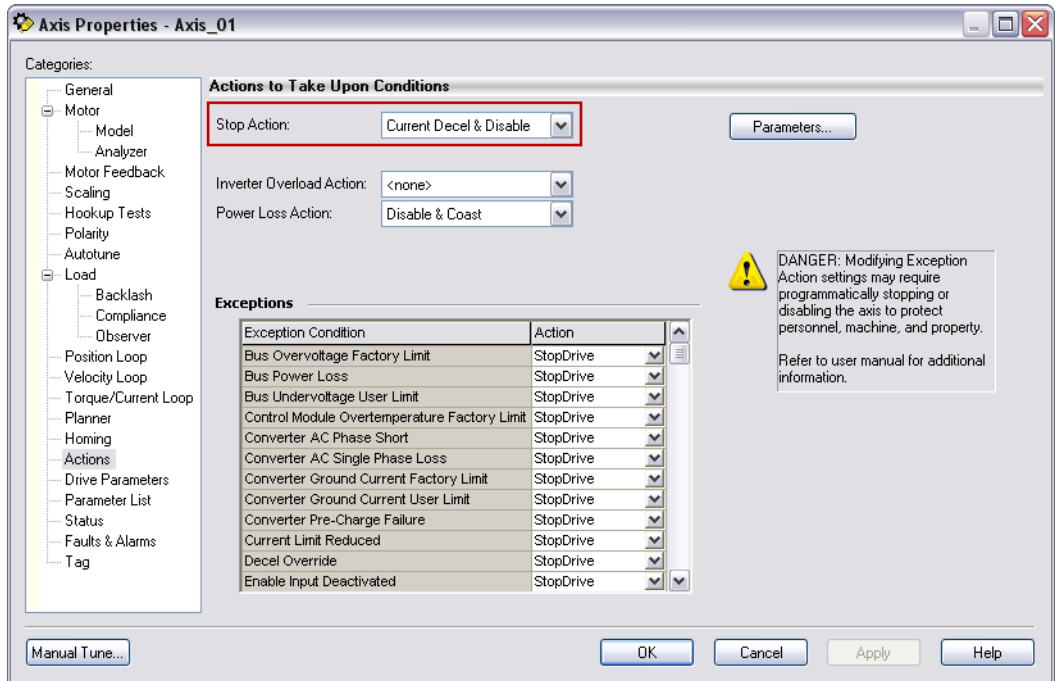 Axis Properties - Axis_01
Categories:
General
Motor
Model
Analyzer
Motor Feedback
Scaling
Hookup Tests
Polarity
Autotune
Load
Backlash
Compliance
Observer
Position Loop
Velocity Loop
Torque/Current Loop
Planner
Homing
Actions
Drive Parameters
Parameter List
Status
Faults & Alarms
Tag
Actions to Take Upon Conditions
Stop Action: Current Decel & Disable
Parameters...
Inverter Overload Action: <none>
Power Loss Action: Disable & Coast
DANGER: Modifying Exception
Action settings may require
programmatically stopping or
disabling the axis to protect
personnel, machine, and property.
Refer to user manual for additional
information.
Exceptions
Exception Condition Action
Bus Overvoltage Factory Limit StopDrive
Bus Power Loss StopDrive
Bus Undervoltage User Limit StopDrive
Control Module Overtemperature Factory Limit StopDrive
Converter AC Phase Short StopDrive
Converter AC Single Phase Loss StopDrive
Converter Ground Current Factory Limit StopDrive
Converter Ground Current User Limit StopDrive
Converter Pre-Charge Failure StopDrive
Current Limit Reduced StopDrive
Decel Override StopDrive
Enable Input Deactivated StopDrive
Manual Tune... OK Cancel Apply Help